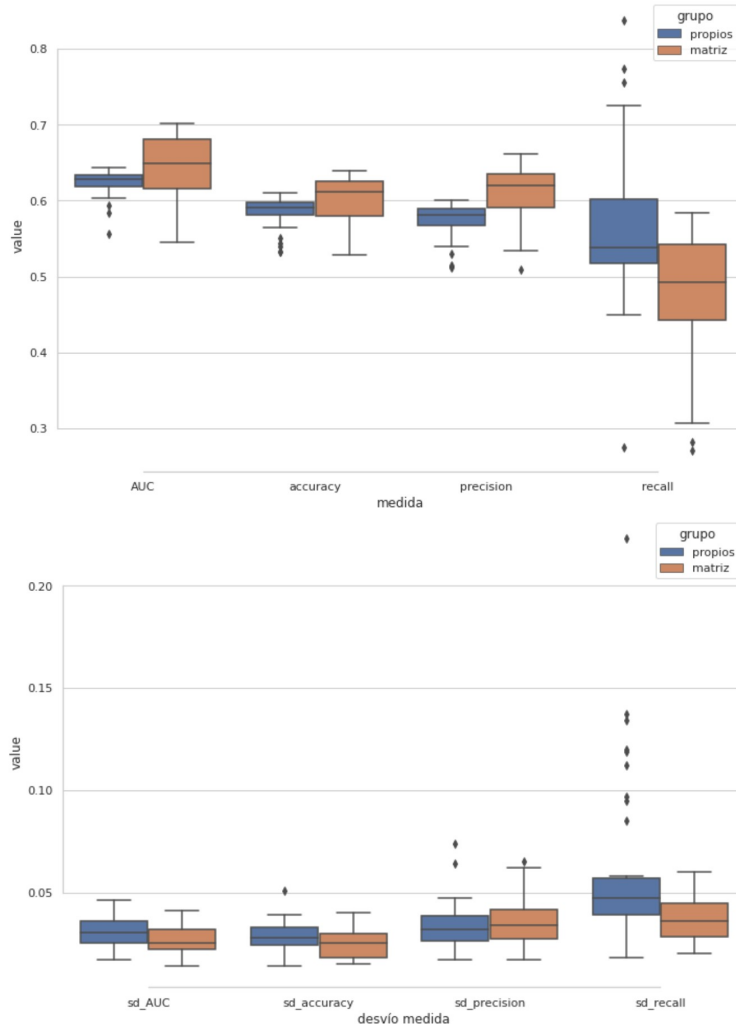 grupo
propios
matriz
0.8
0.7
0.6
0.5
0.4
0.3
value
AUC
accuracy
precision
recall
medida
grupo
propios
matriz
0.20
0.15
0.10
0.05
value
sd_AUC
sd_accuracy
sd_precision
sd_recall
desvío medida